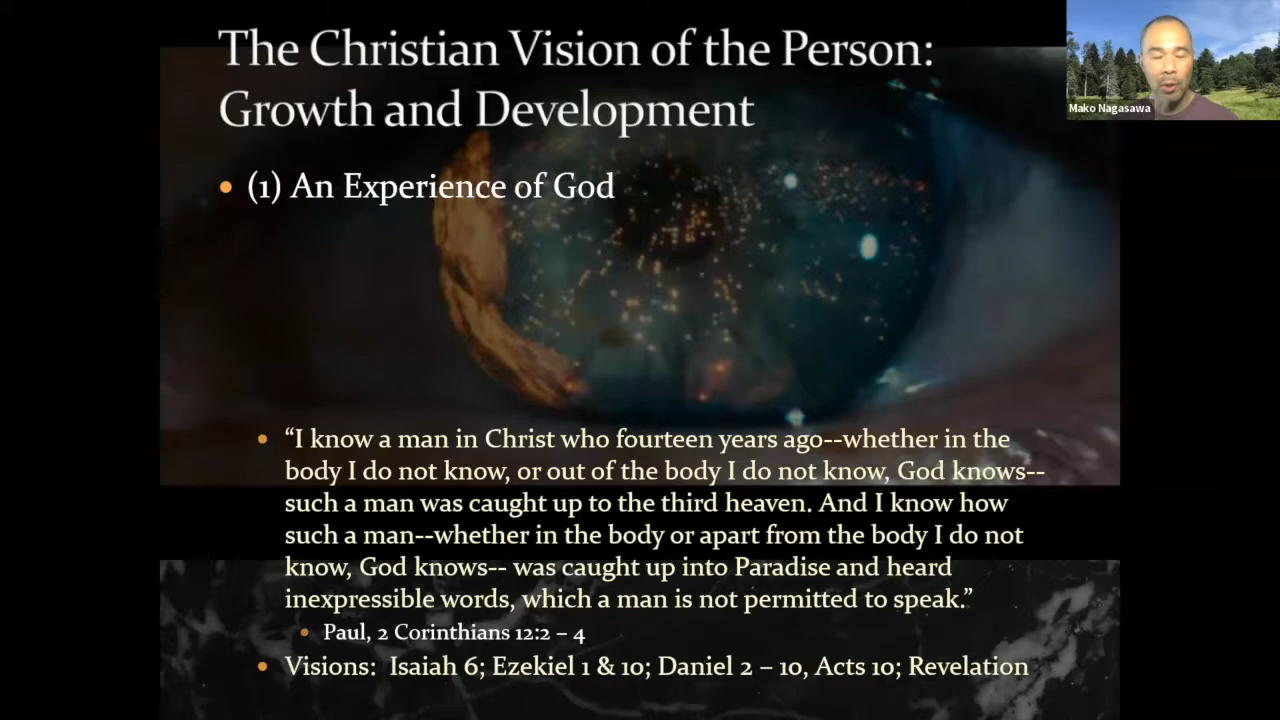 The Christian Vision of the Person:
Growth and Development
Mako Nagasawa
• (1) An Experience of God
• “I know a man in Christ who fourteen years ago--whether in the
body I do not know, or out of the body I do not know, God knows--
such a man was caught up to the third heaven. And I know how
such a man--whether in the body or apart from the body I do not
know, God knows-- was caught up into Paradise and heard
inexpressible words, which a man is not permitted to speak.”
• Paul, 2 Corinthians 12:2 – 4
• Visions: Isaiah 6; Ezekiel 1 & 10; Daniel 2 – 10, Acts 10; Revelation